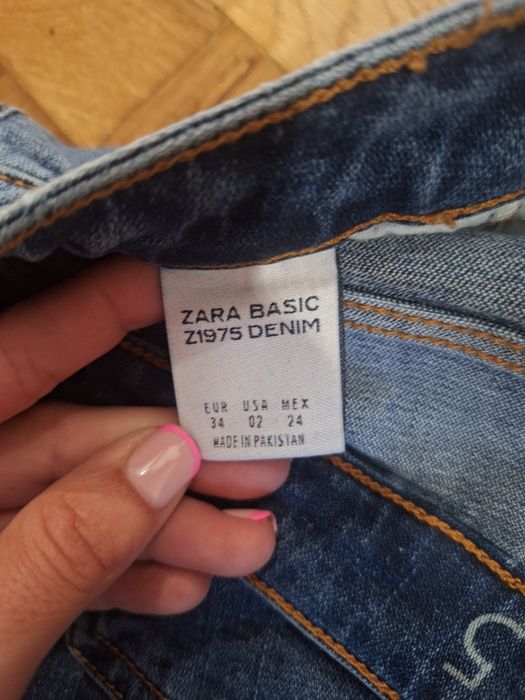 ZARA BASIC
Z1975 DENIM
EUR USA MEX
34 02 24
MADE IN PAKISTAN